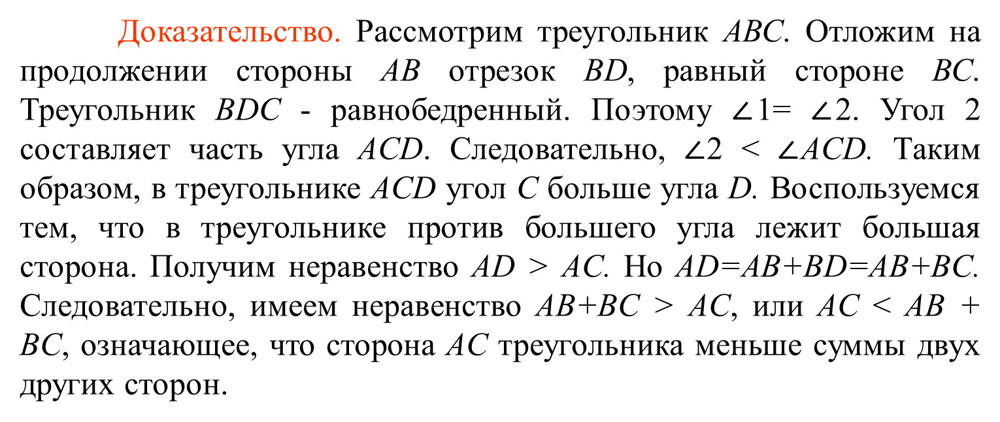 Доказательство. Рассмотрим треугольник ABC. Отложим на
продолжении стороны AB отрезок BD, равный стороне BC.
Треугольник BDC - равнобедренный. Поэтому ∠1= ∠2. Угол 2
составляет часть угла ACD. Следовательно, ∠2 < ∠ACD. Таким
образом, в треугольнике ACD угол C больше угла D. Воспользуемся
тем, что в треугольнике против большего угла лежит большая
сторона. Получим неравенство AD > AC. Но AD=AB+BD=AB+BC.
Следовательно, имеем неравенство AB+BC > AC, или AC < AB +
BC, означающее, что сторона AC треугольника меньше суммы двух
других сторон.